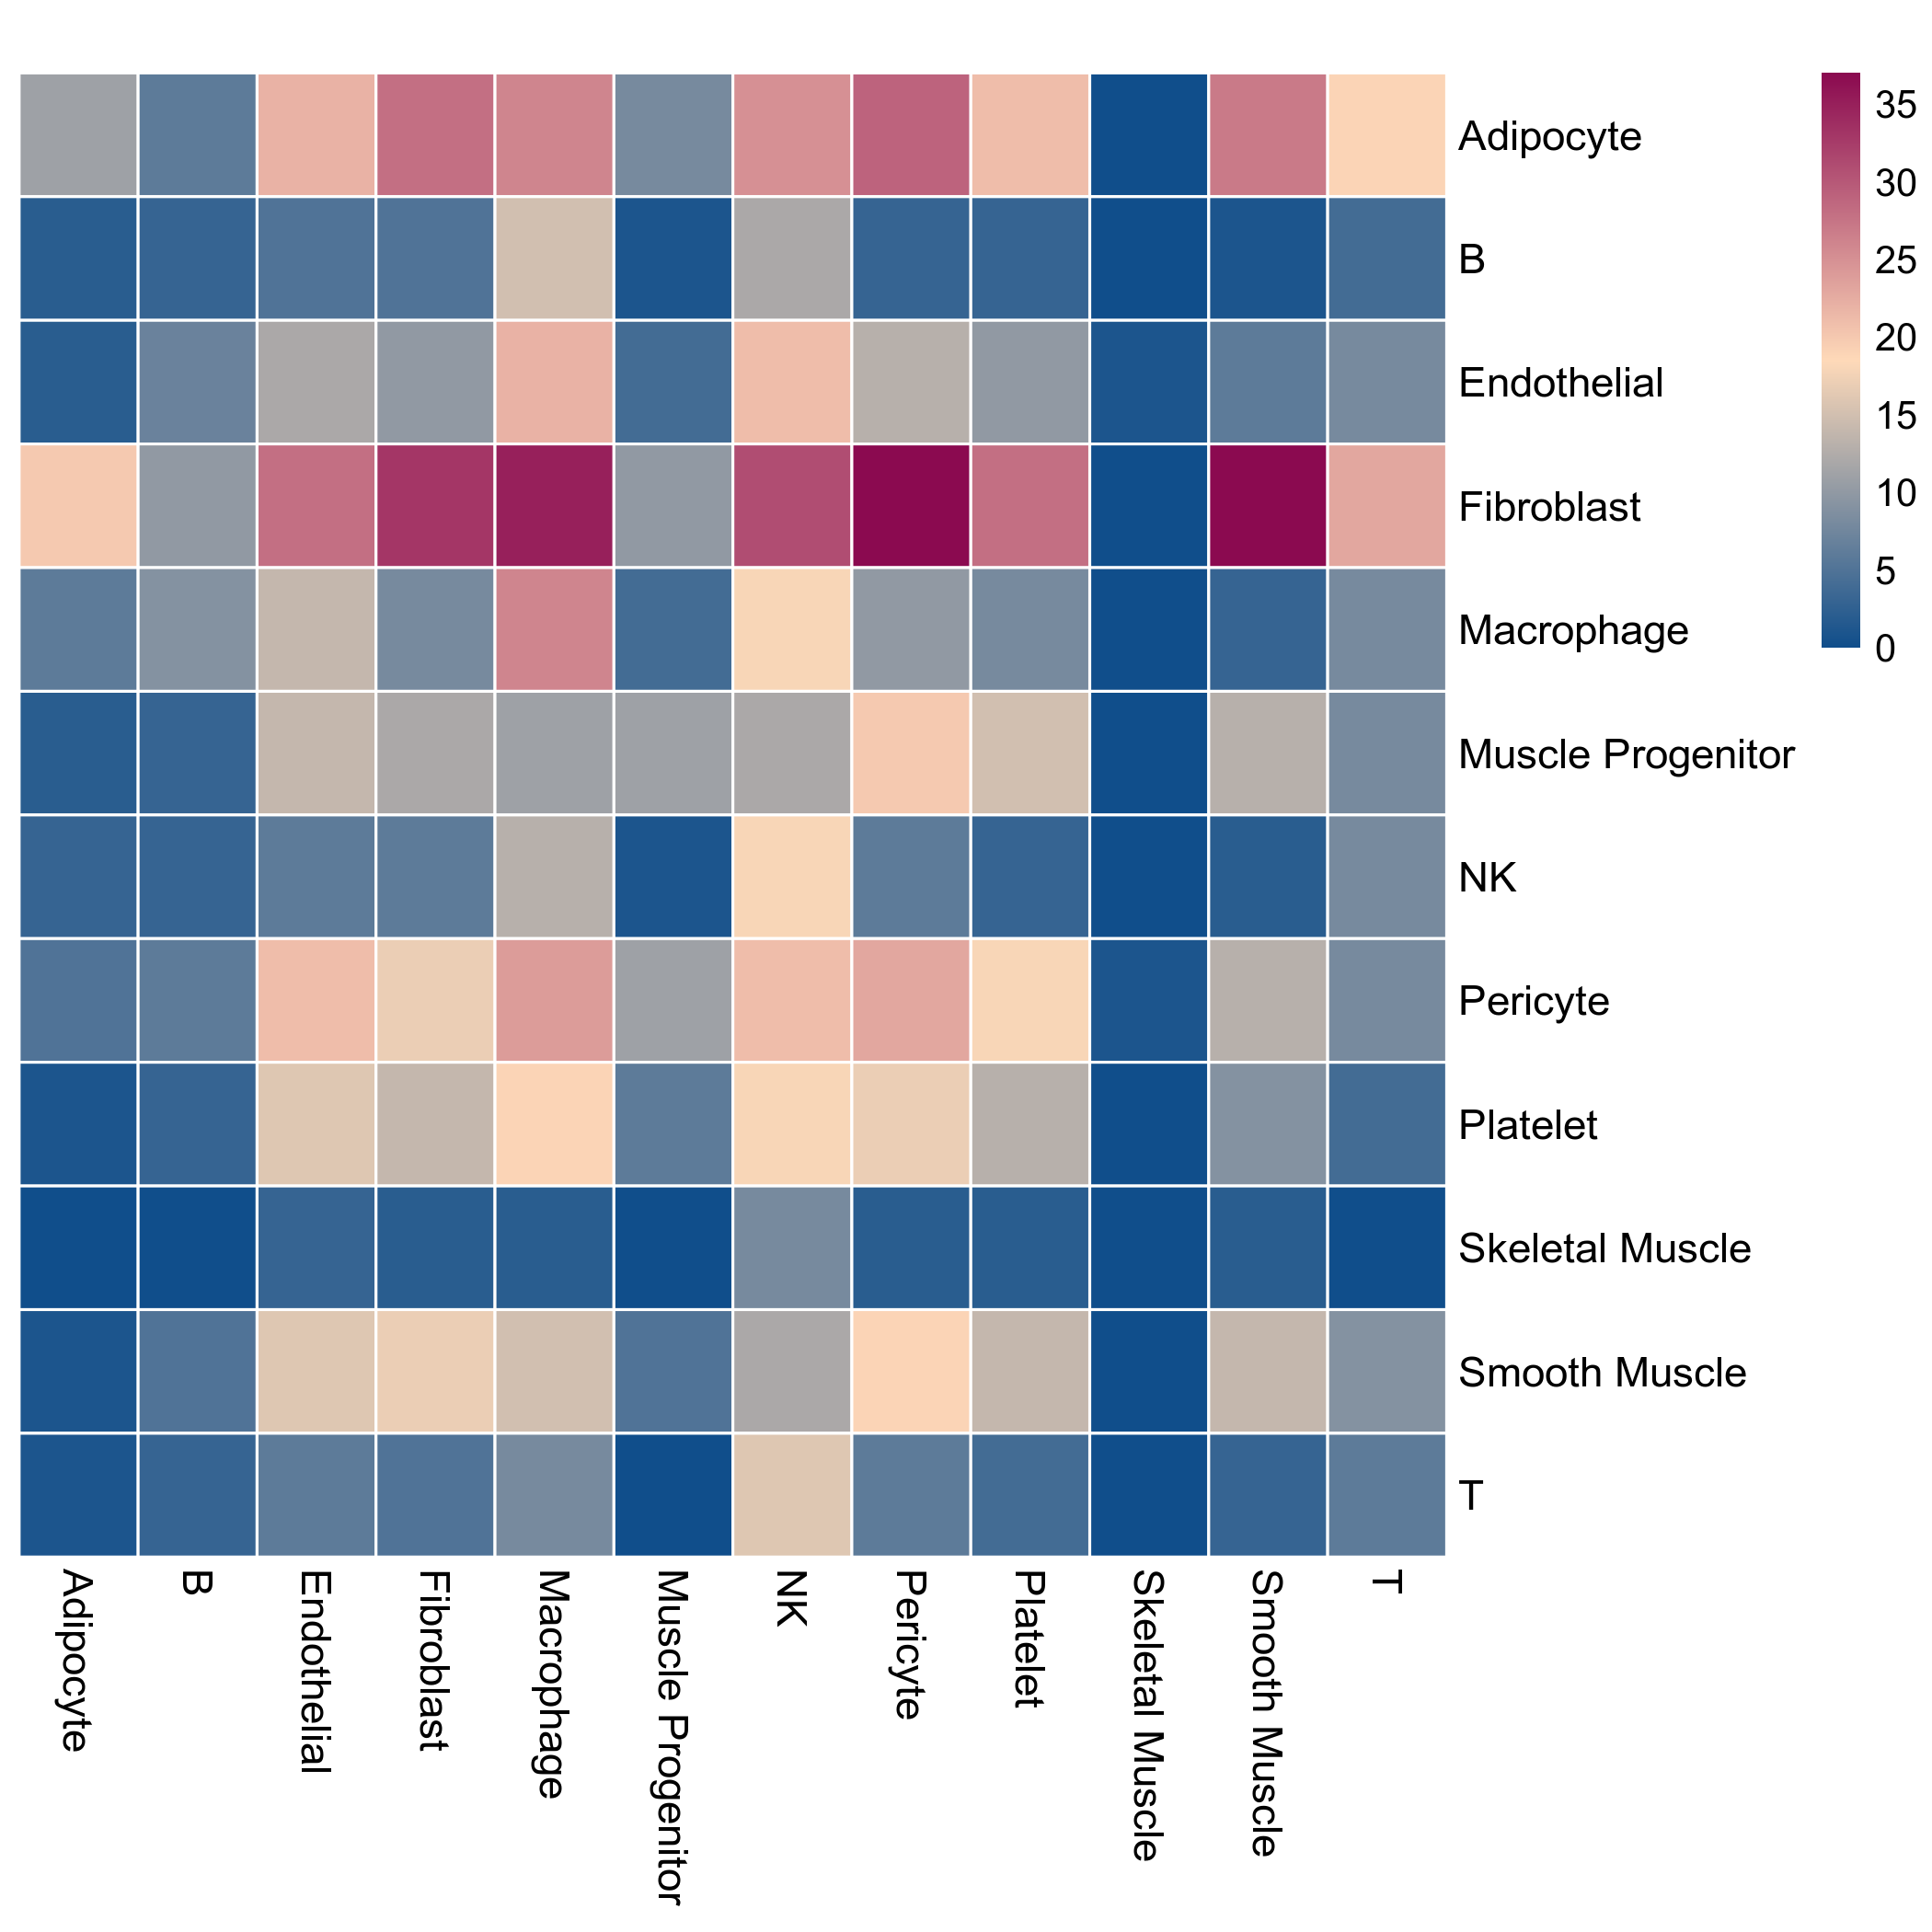 Adipocyte
B
Endothelial
Fibroblast
Macrophage
Muscle Progenitor
NK
Pericyte
Platelet
Skeletal Muscle
Smooth Muscle
T
35
30
25
20
15
10
5
0
Adipocyte
B
Endothelial
Fibroblast
Macrophage
Muscle Progenitor
NK
Pericyte
Platelet
Skeletal Muscle
Smooth Muscle
T